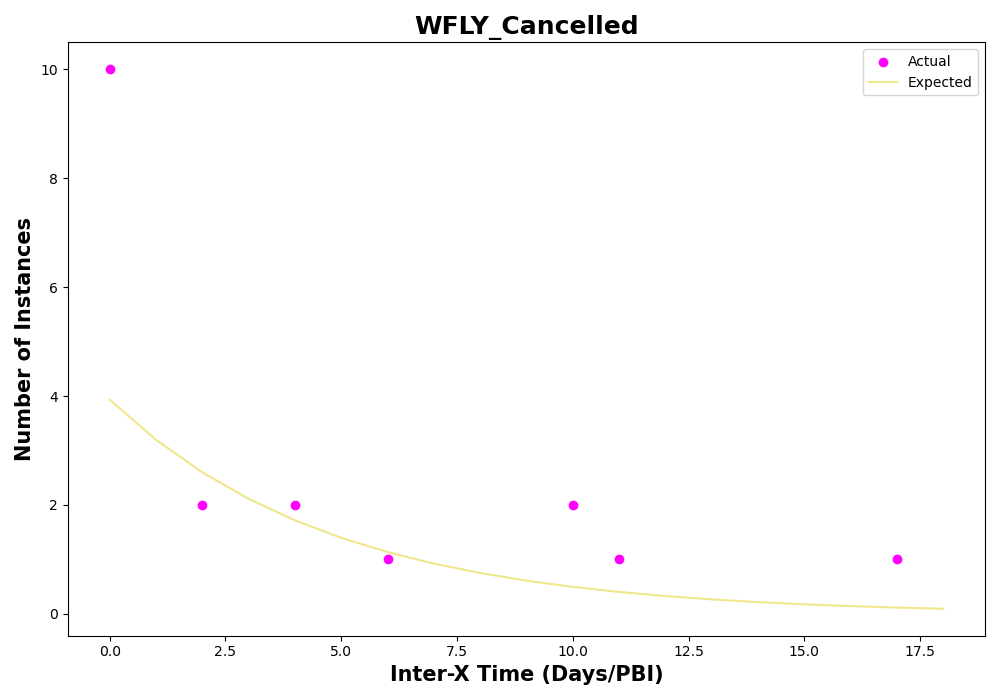 WFLY_Cancelled
Actual
Expected
Number of Instances
10
8
6
4
2
0
0.0 2.5 5.0 7.5 10.0 12.5 15.0 17.5
Inter-X Time (Days/PBI)